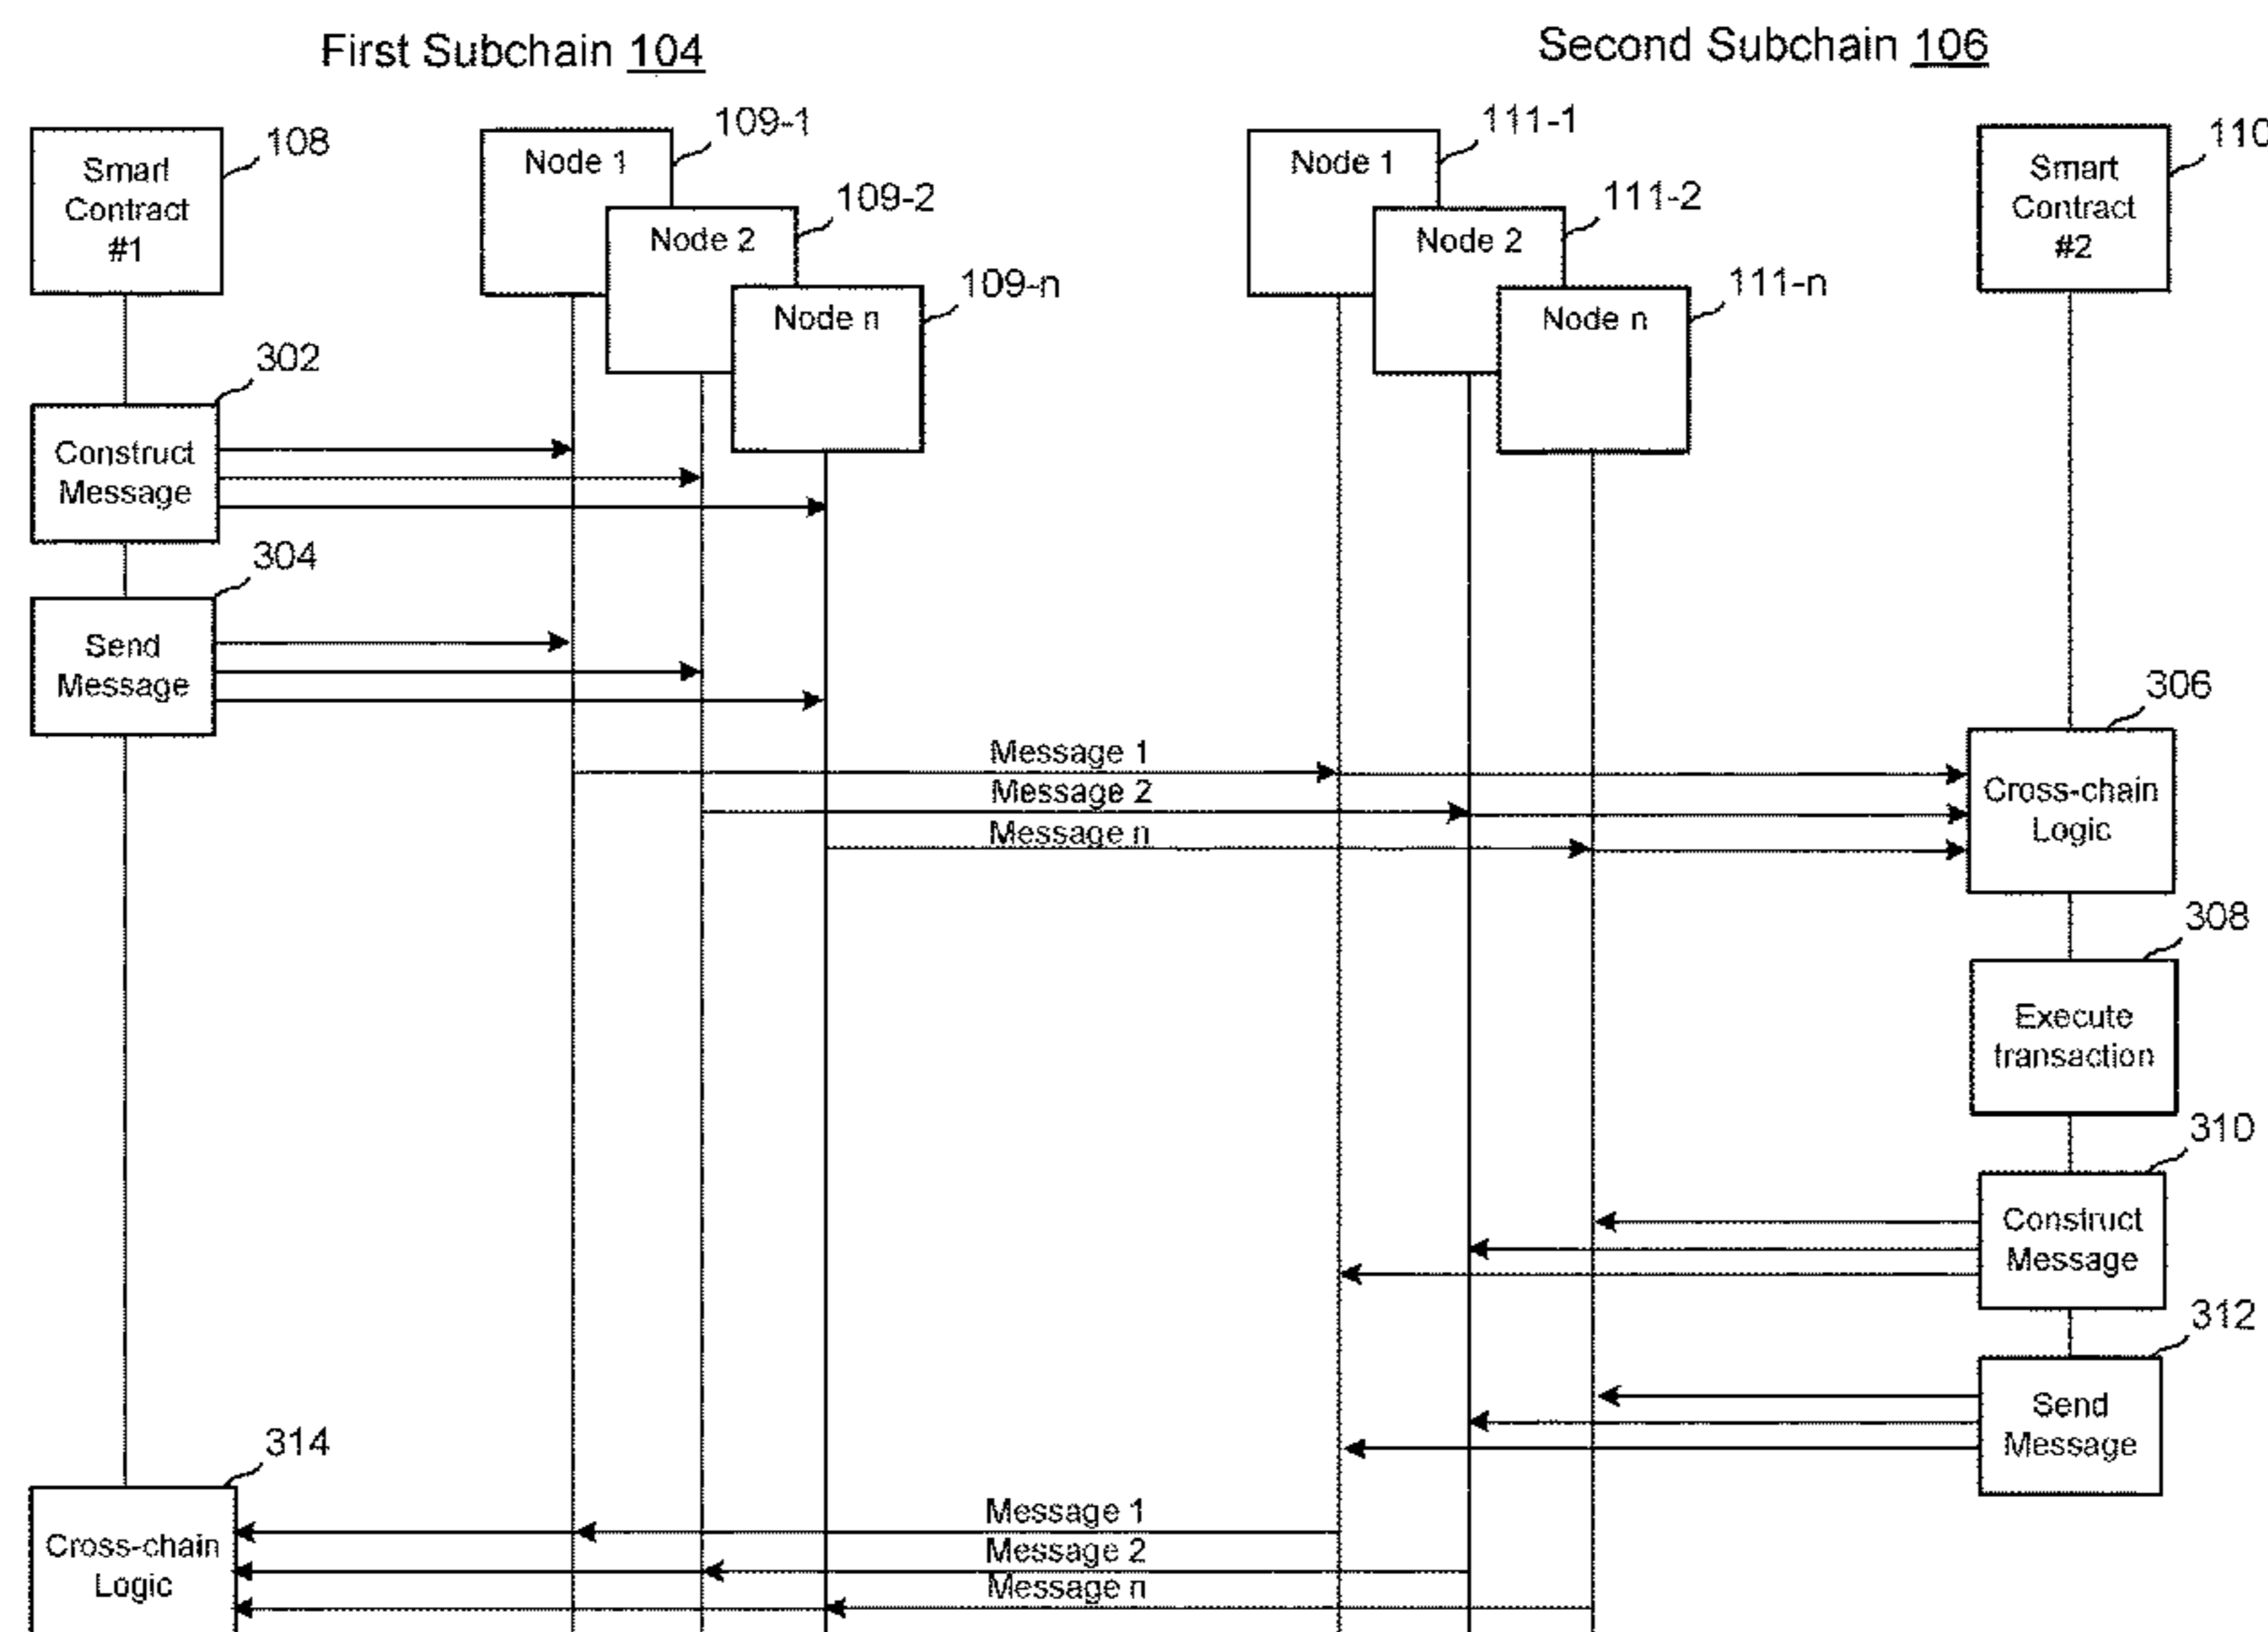 First Subchain 104
Second Subchain 106
Smart
Contract
#1
108
Node 1
109-1
Node 2
109-2
Node n
109-n
Node 1
111-1
Node 2
111-2
Node n
111-n
Smart
Contract
#2
110
302
Construct
Message
304
Send
Message
Message 1
Message 2
Message n
306
Cross-chain
Logic
308
Execute
transaction
310
Construct
Message
312
Send
Message
314
Cross-chain
Logic
Message 1
Message 2
Message n